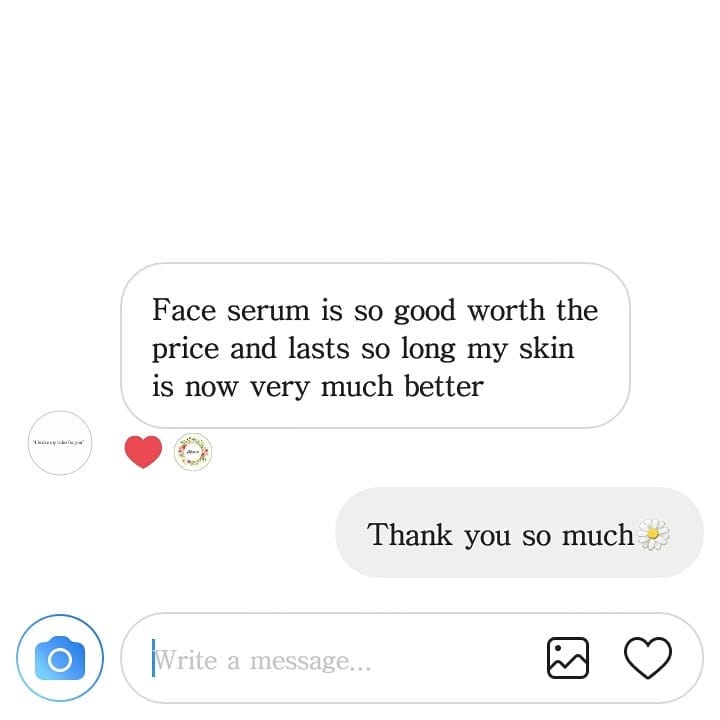 Face serum is so good worth the
price and lasts so long my skin
is now very much better
Thank you so much
Write a message...